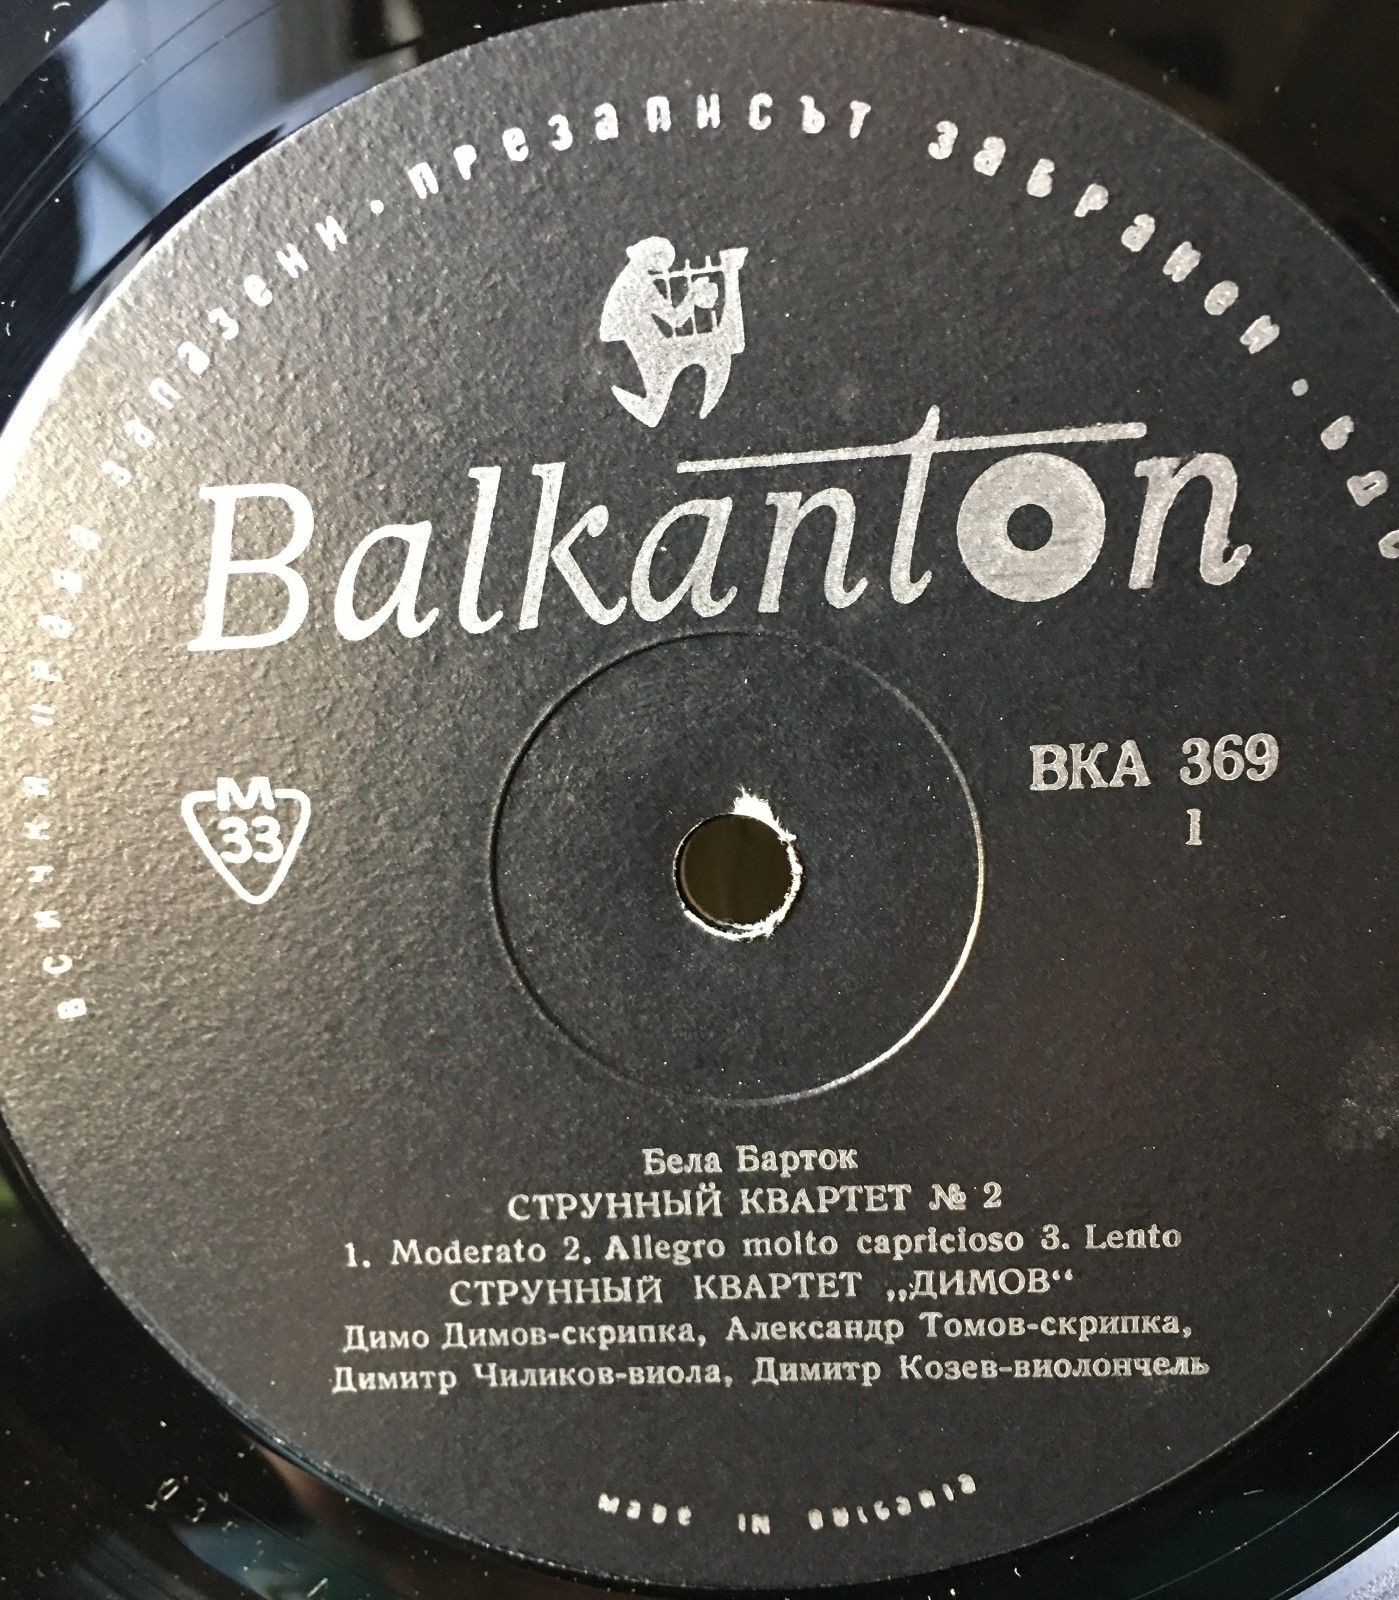 ВСИЧКИ ПРАВА ЗАПАЗЕНИ · ПРЕЗАПИСЪТ ЗАБРАНЕН ·
Balkanton
M
33
ВКА 369
1
Бела Барток
СТРУННЫЙ КВАРТЕТ № 2
1. Moderato 2. Allegro molto capricioso 3. Lento
СТРУННЫЙ КВАРТЕТ „ДИМОВ“
Димо Димов-скрипка, Александр Томов-скрипка,
Димитр Чиликов-виола, Димитр Козев-виолончель
MADE IN BULGARIA